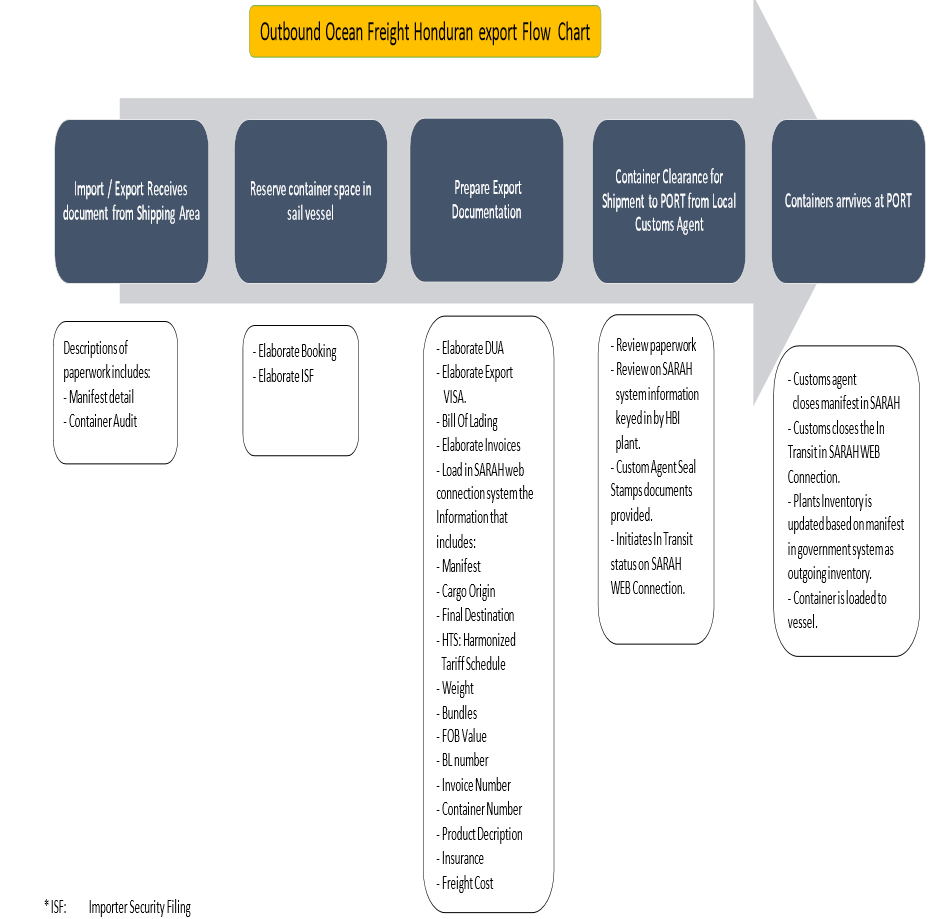 Outbound Ocean Freight Honduran export Flow Chart
Import / Export Receives
document from Shipping Area
Reserve container space in
sail vessel
Prepare Export
Documentation
Container Clearance for
Shipment to PORT from Local
Customs Agent
Containers arrives at PORT
Descriptions of
paperwork includes:
- Manifest detail
- Container Audit
- Elaborate Booking
- Elaborate ISF
- Elaborate DUA
- Elaborate Export
VISA.
- Bill Of Lading
- Elaborate Invoices
- Load in SARAH web
connection system the
Information that
includes:
- Manifest
- Cargo Origin
- Final Destination
- HTS: Harmonized
Tariff Schedule
- Weight
- Bundles
- FOB Value
- BL number
- Invoice Number
- Container Number
- Product Decription
- Insurance
- Freight Cost
- Review paperwork
- Review on SARAH
system information
keyed in by HBI
plant.
- Custom Agent Seal
Stamps documents
provided.
- Initiates In Transit
status on SARAH
WEB Connection.
- Customs agent
closes manifest in SARAH
- Customs closes the In
Transit in SARAH WEB
Connection.
- Plants Inventory is
updated based on manifest
in government system as
outgoing inventory.
- Container is loaded to
vessel.
* ISF: Importer Security Filing